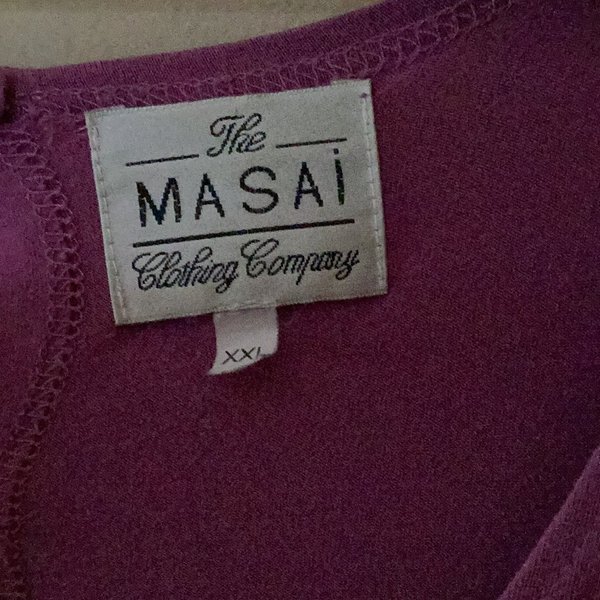 The
MASAi
Clothing Company
XXL